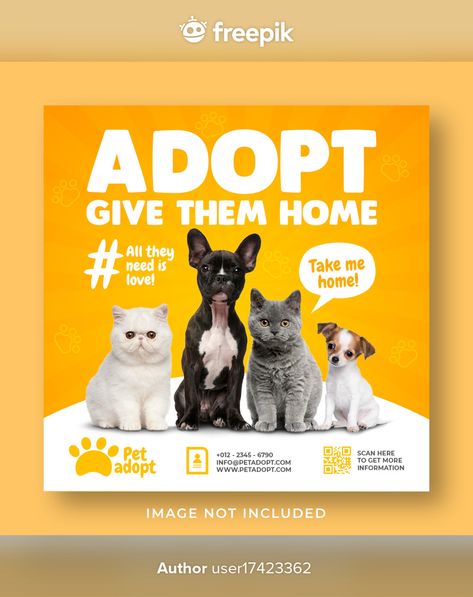 freepik
ADOPT
GIVE THEM HOME
# All they
need is
love!
Take me
home!
Pet
adopt
+012 - 2345 - 6790
INFO@PETADOPT.COM
WWW.PETADOPT.COM
SCAN HERE
TO GET MORE
INFORMATION
IMAGE NOT INCLUDED
Author user17423362